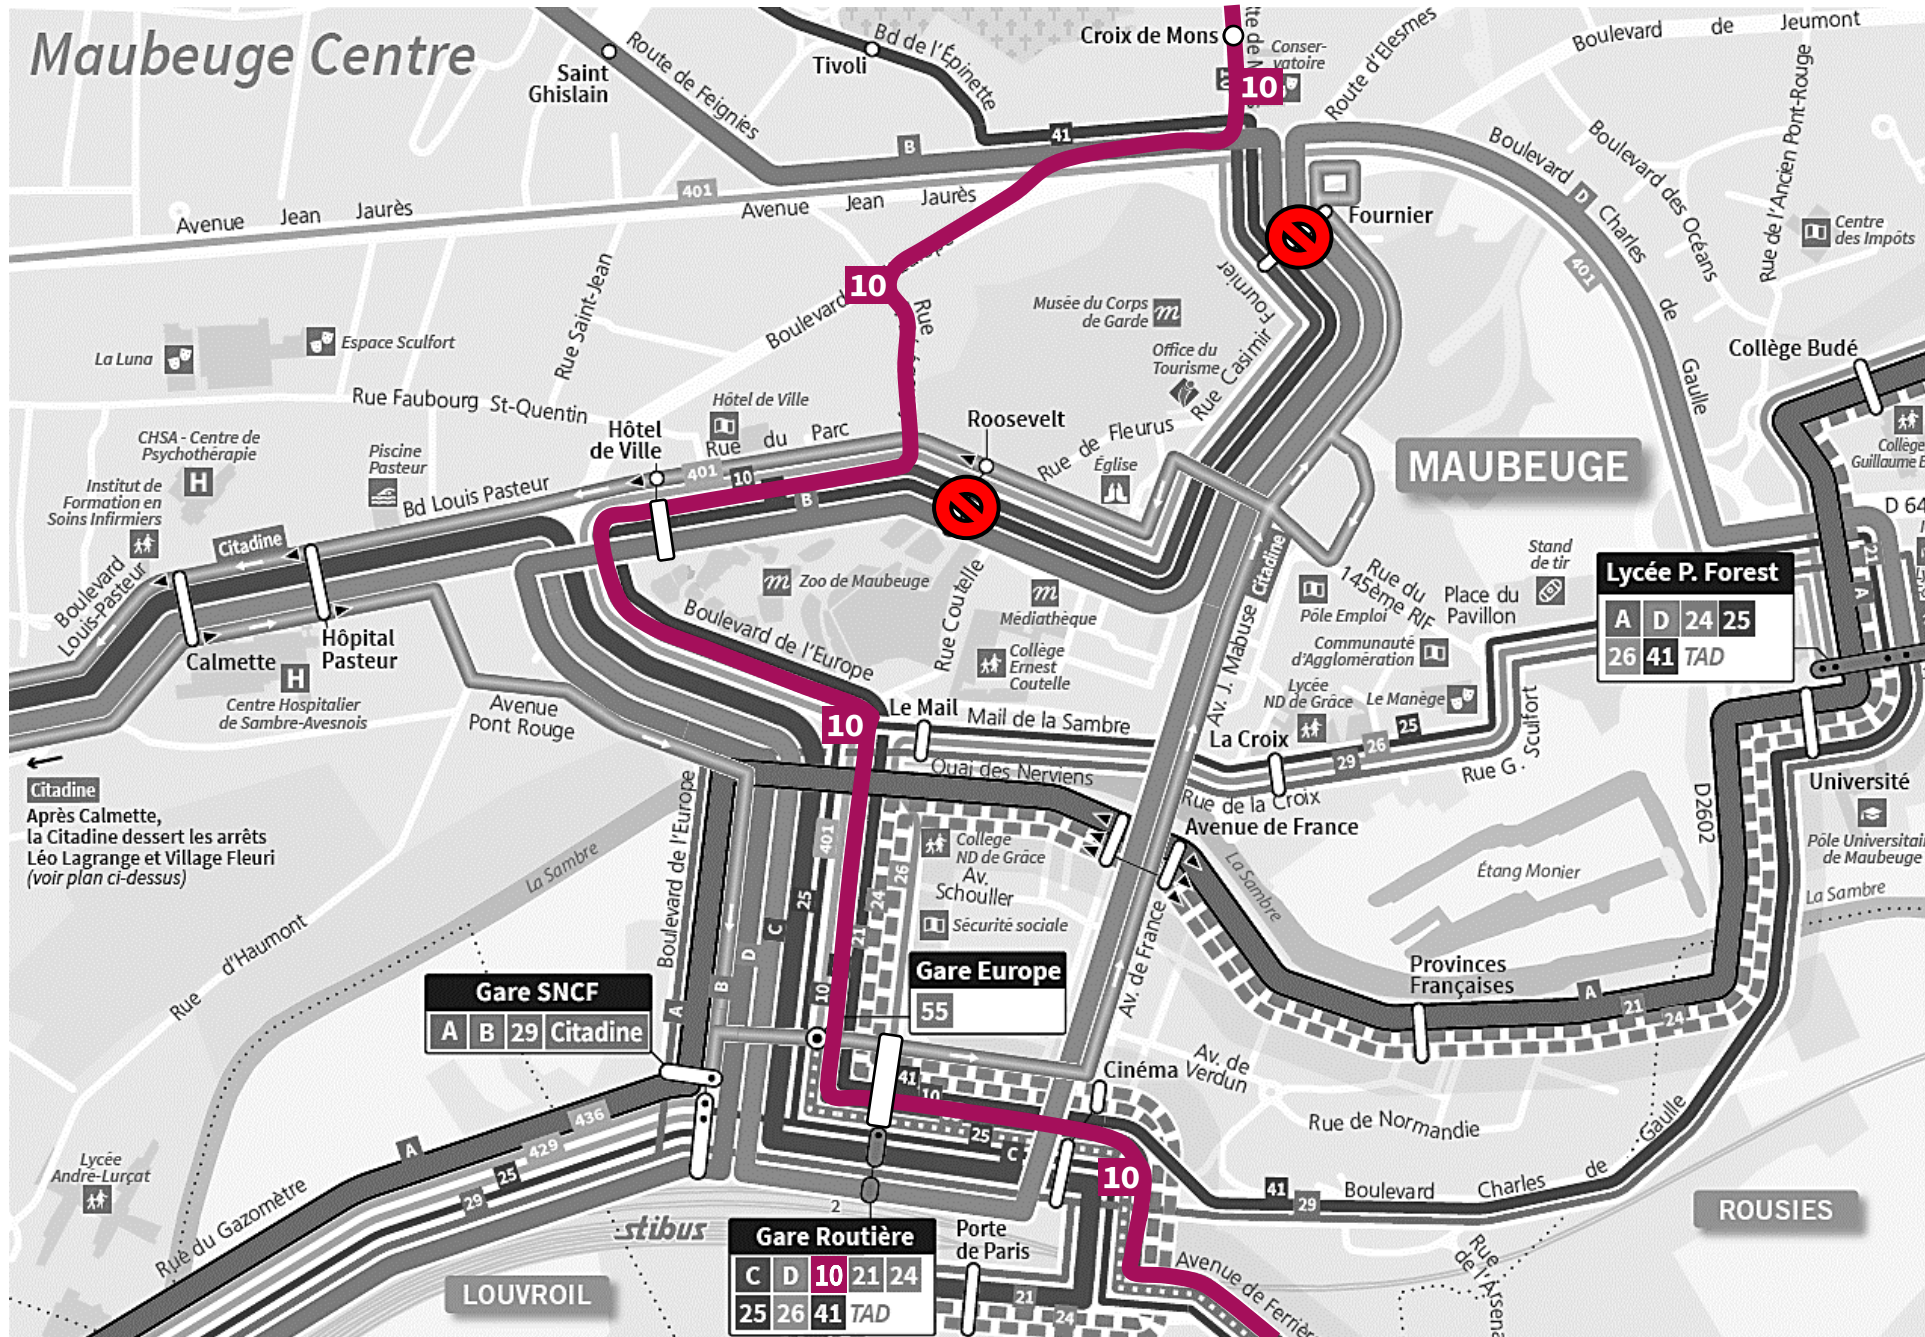 Maubeuge Centre
Saint
Ghislain
Route de Feignies
Tivoli
Bd de l'Épinette
Croix de Mons
Conser-
vatoire
10
Route d'Elesmes
Boulevard de Jeumont
Rue de l'Ancien Pont-Rouge
Boulevard des Océans
Boulevard Charles de Gaulle
D
401
Centre
des Impôts
41
B
401
Avenue Jean Jaurès
Avenue Jean Jaurès
Fournier
10
Boulevard
Rue
Rue Saint-Jean
La Luna
Espace Sculfort
Musée du Corps
de Garde
Office du
Tourisme
Rue Casimir Fournier
Collège Budé
Collège
Rue Faubourg St-Quentin
Hôtel de Ville
Hôtel
de Ville
Rue du Parc
Roosevelt
Rue de Fleurus
Église
MAUBEUGE
CHSA - Centre de
Psychothérapie
H
Piscine
Pasteur
Institut de
Formation en
Soins Infirmiers
Bd Louis Pasteur
401
10
B
Citadine
Boulevard
Louis-Pasteur
Calmette
Hôpital
Pasteur
H
Centre Hospitalier
de Sambre-Avesnois
Avenue
Pont Rouge
Zoo de Maubeuge
Boulevard de l'Europe
Rue Coutelle
Médiathèque
Collège
Ernest
Coutelle
Citadine
Av. J. Mabuse
Pôle Emploi
Rue du
145ème RIF
Communauté
d'Agglomération
Place du
Pavillon
Stand
de tir
Lycée
ND de Grâce
Le Manège
Lycée P. Forest
A D 24 25
26 41 TAD
D 64
21
A
10
Le Mail
Mail de la Sambre
Quai des Nerviens
La Croix
29
26
25
Rue G. Sculfort
Rue de la Croix
Avenue de France
D2602
Université
Pôle Universitaire
de Maubeuge
La Sambre
Étang Monier
La Sambre
Citadine
Après Calmette,
la Citadine dessert les arrêts
Léo Lagrange et Village Fleuri
(voir plan ci-dessus)
La Sambre
Rue d'Haumont
Boulevard de l'Europe
A
B
D
C
25
401
10
21
24
26
College
ND de Grâce
Av.
Schouller
Sécurité sociale
Av. de France
Gare Europe
55
Gare SNCF
A B 29 Citadine
Provinces
Françaises
A
21
24
Cinéma
Av. de
Verdun
Rue de Normandie
41
10
25
C
10
41
29
Boulevard Charles de Gaulle
ROUSIES
Lycée
André-Lurçat
A
436
429
25
29
Rue du Gazomètre
LOUVROIL
stibus
2
Gare Routière
C D 10 21 24
25 26 41 TAD
Porte
de Paris
21
24
Avenue de Ferrière
Rue
de l'Arsena